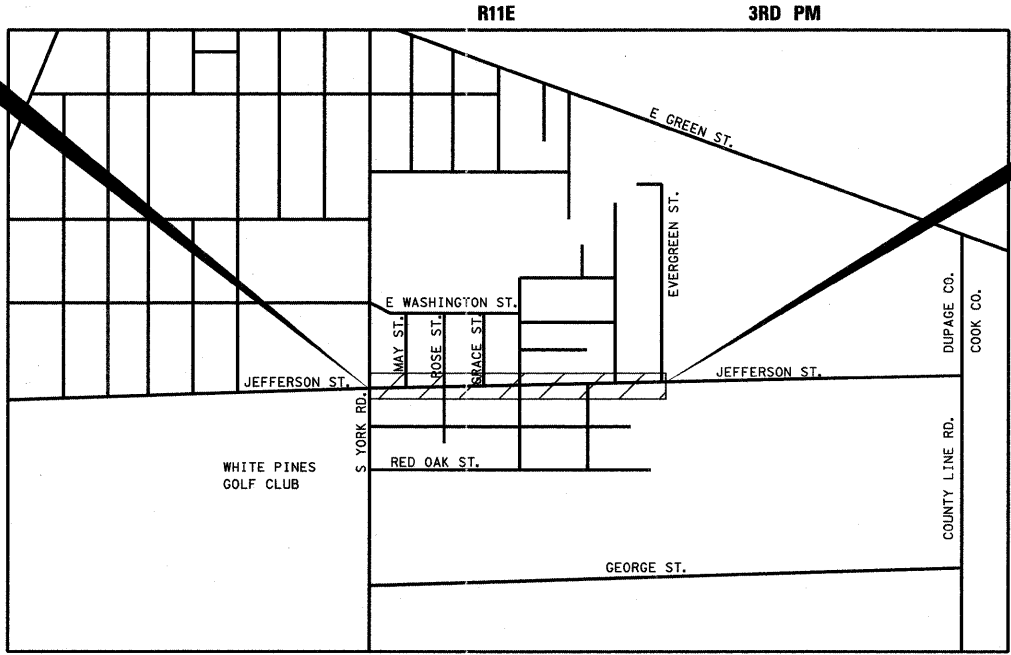 R11E 3RD PM
E GREEN ST.
EVERGREEN ST.
E WASHINGTON ST.
MAY ST.
ROSE ST.
GRACE ST.
DUPAGE CO.
COOK CO.
JEFFERSON ST.
JEFFERSON ST.
S YORK RD.
RED OAK ST.
WHITE PINES
GOLF CLUB
COUNTY LINE RD.
GEORGE ST.